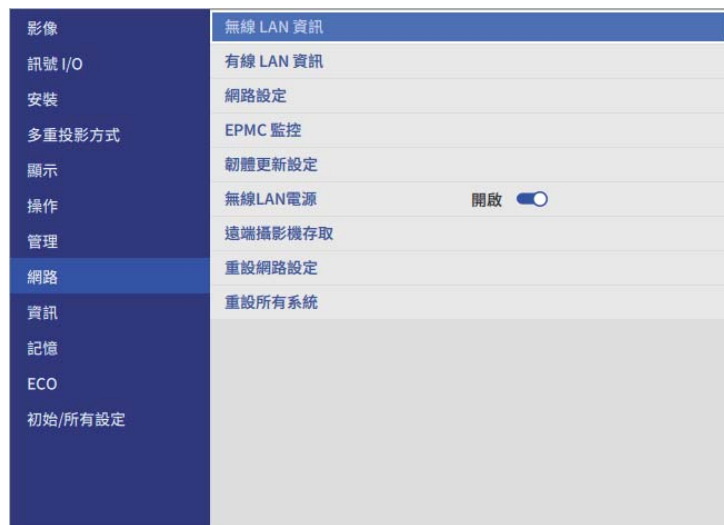 影像
訊號 I/O
安裝
多重投影方式
顯示
操作
管理
網路
資訊
記憶
ECO
初始/所有設定
無線 LAN 資訊
有線 LAN 資訊
網路設定
EPMC 監控
韌體更新設定
無線LAN電源 開啟
遠端攝影機存取
重設網路設定
重設所有系統